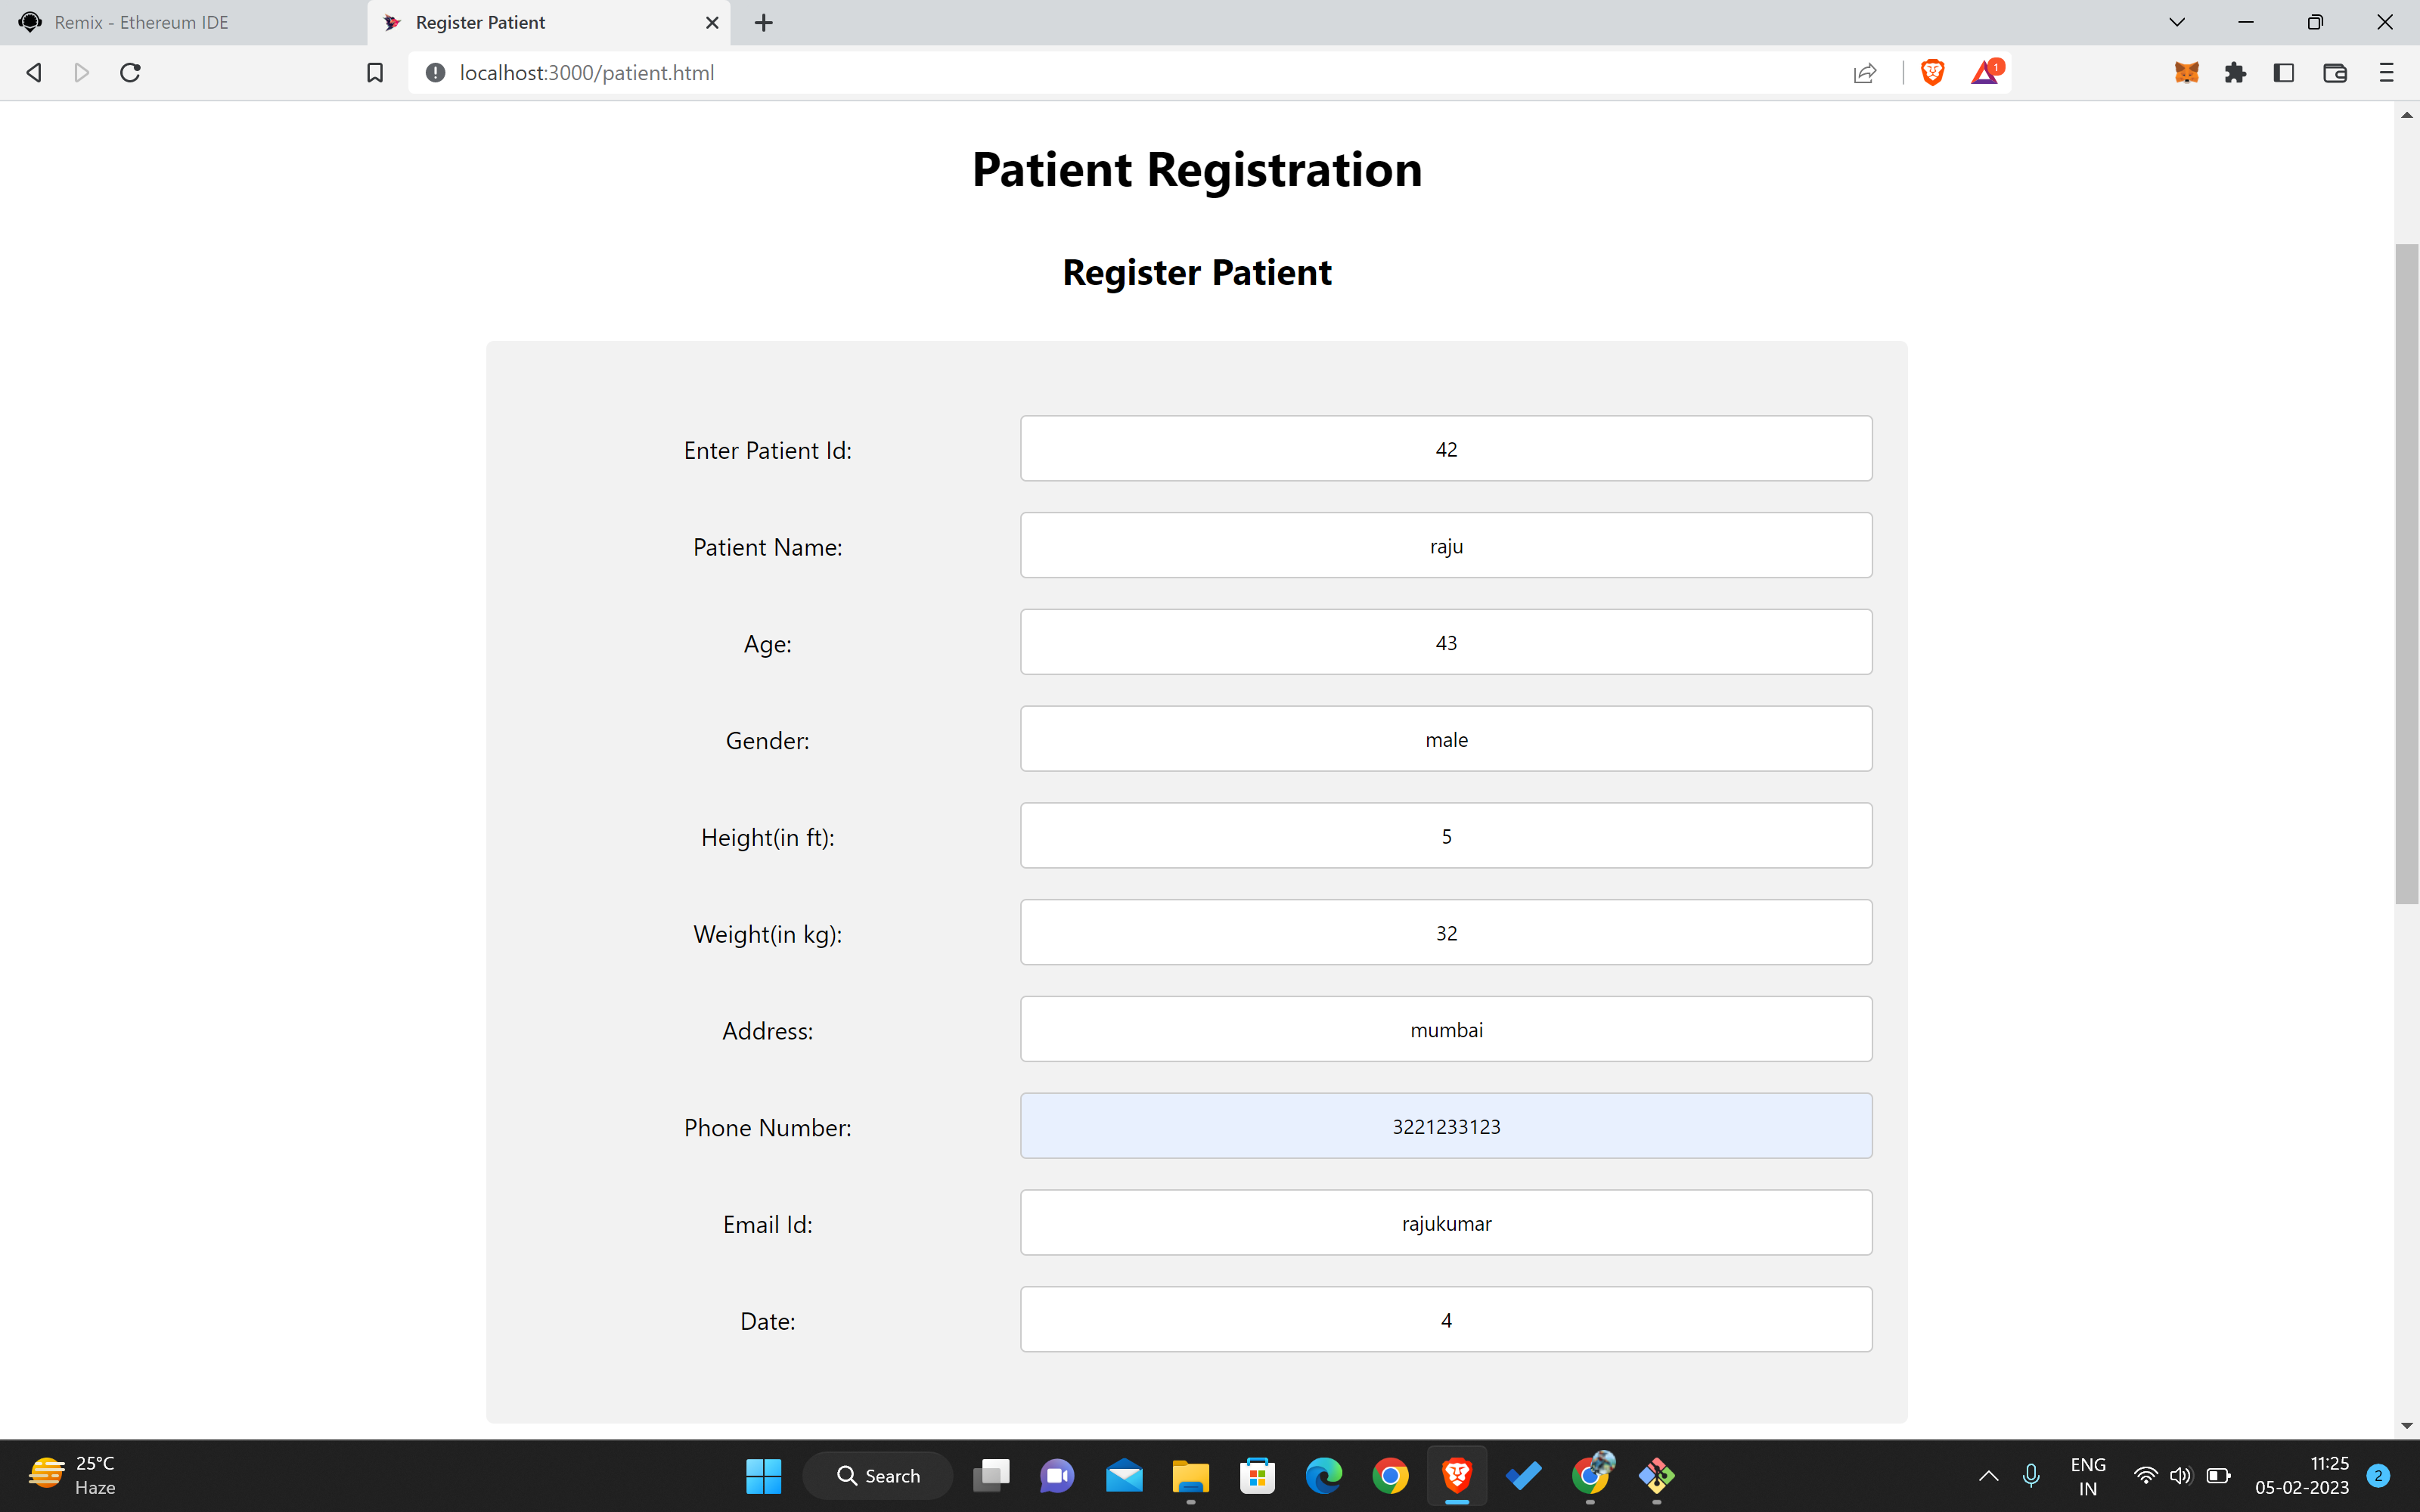 Remix - Ethereum IDE
Register Patient
localhost:3000/patient.html
1
Patient Registration
Register Patient
Enter Patient Id: 42
Patient Name: raju
Age: 43
Gender: male
Height(in ft): 5
Weight(in kg): 32
Address: mumbai
Phone Number: 3221233123
Email Id: rajukumar
Date: 4
25°C
Haze
Search
ENG
IN
11:25
05-02-2023
2